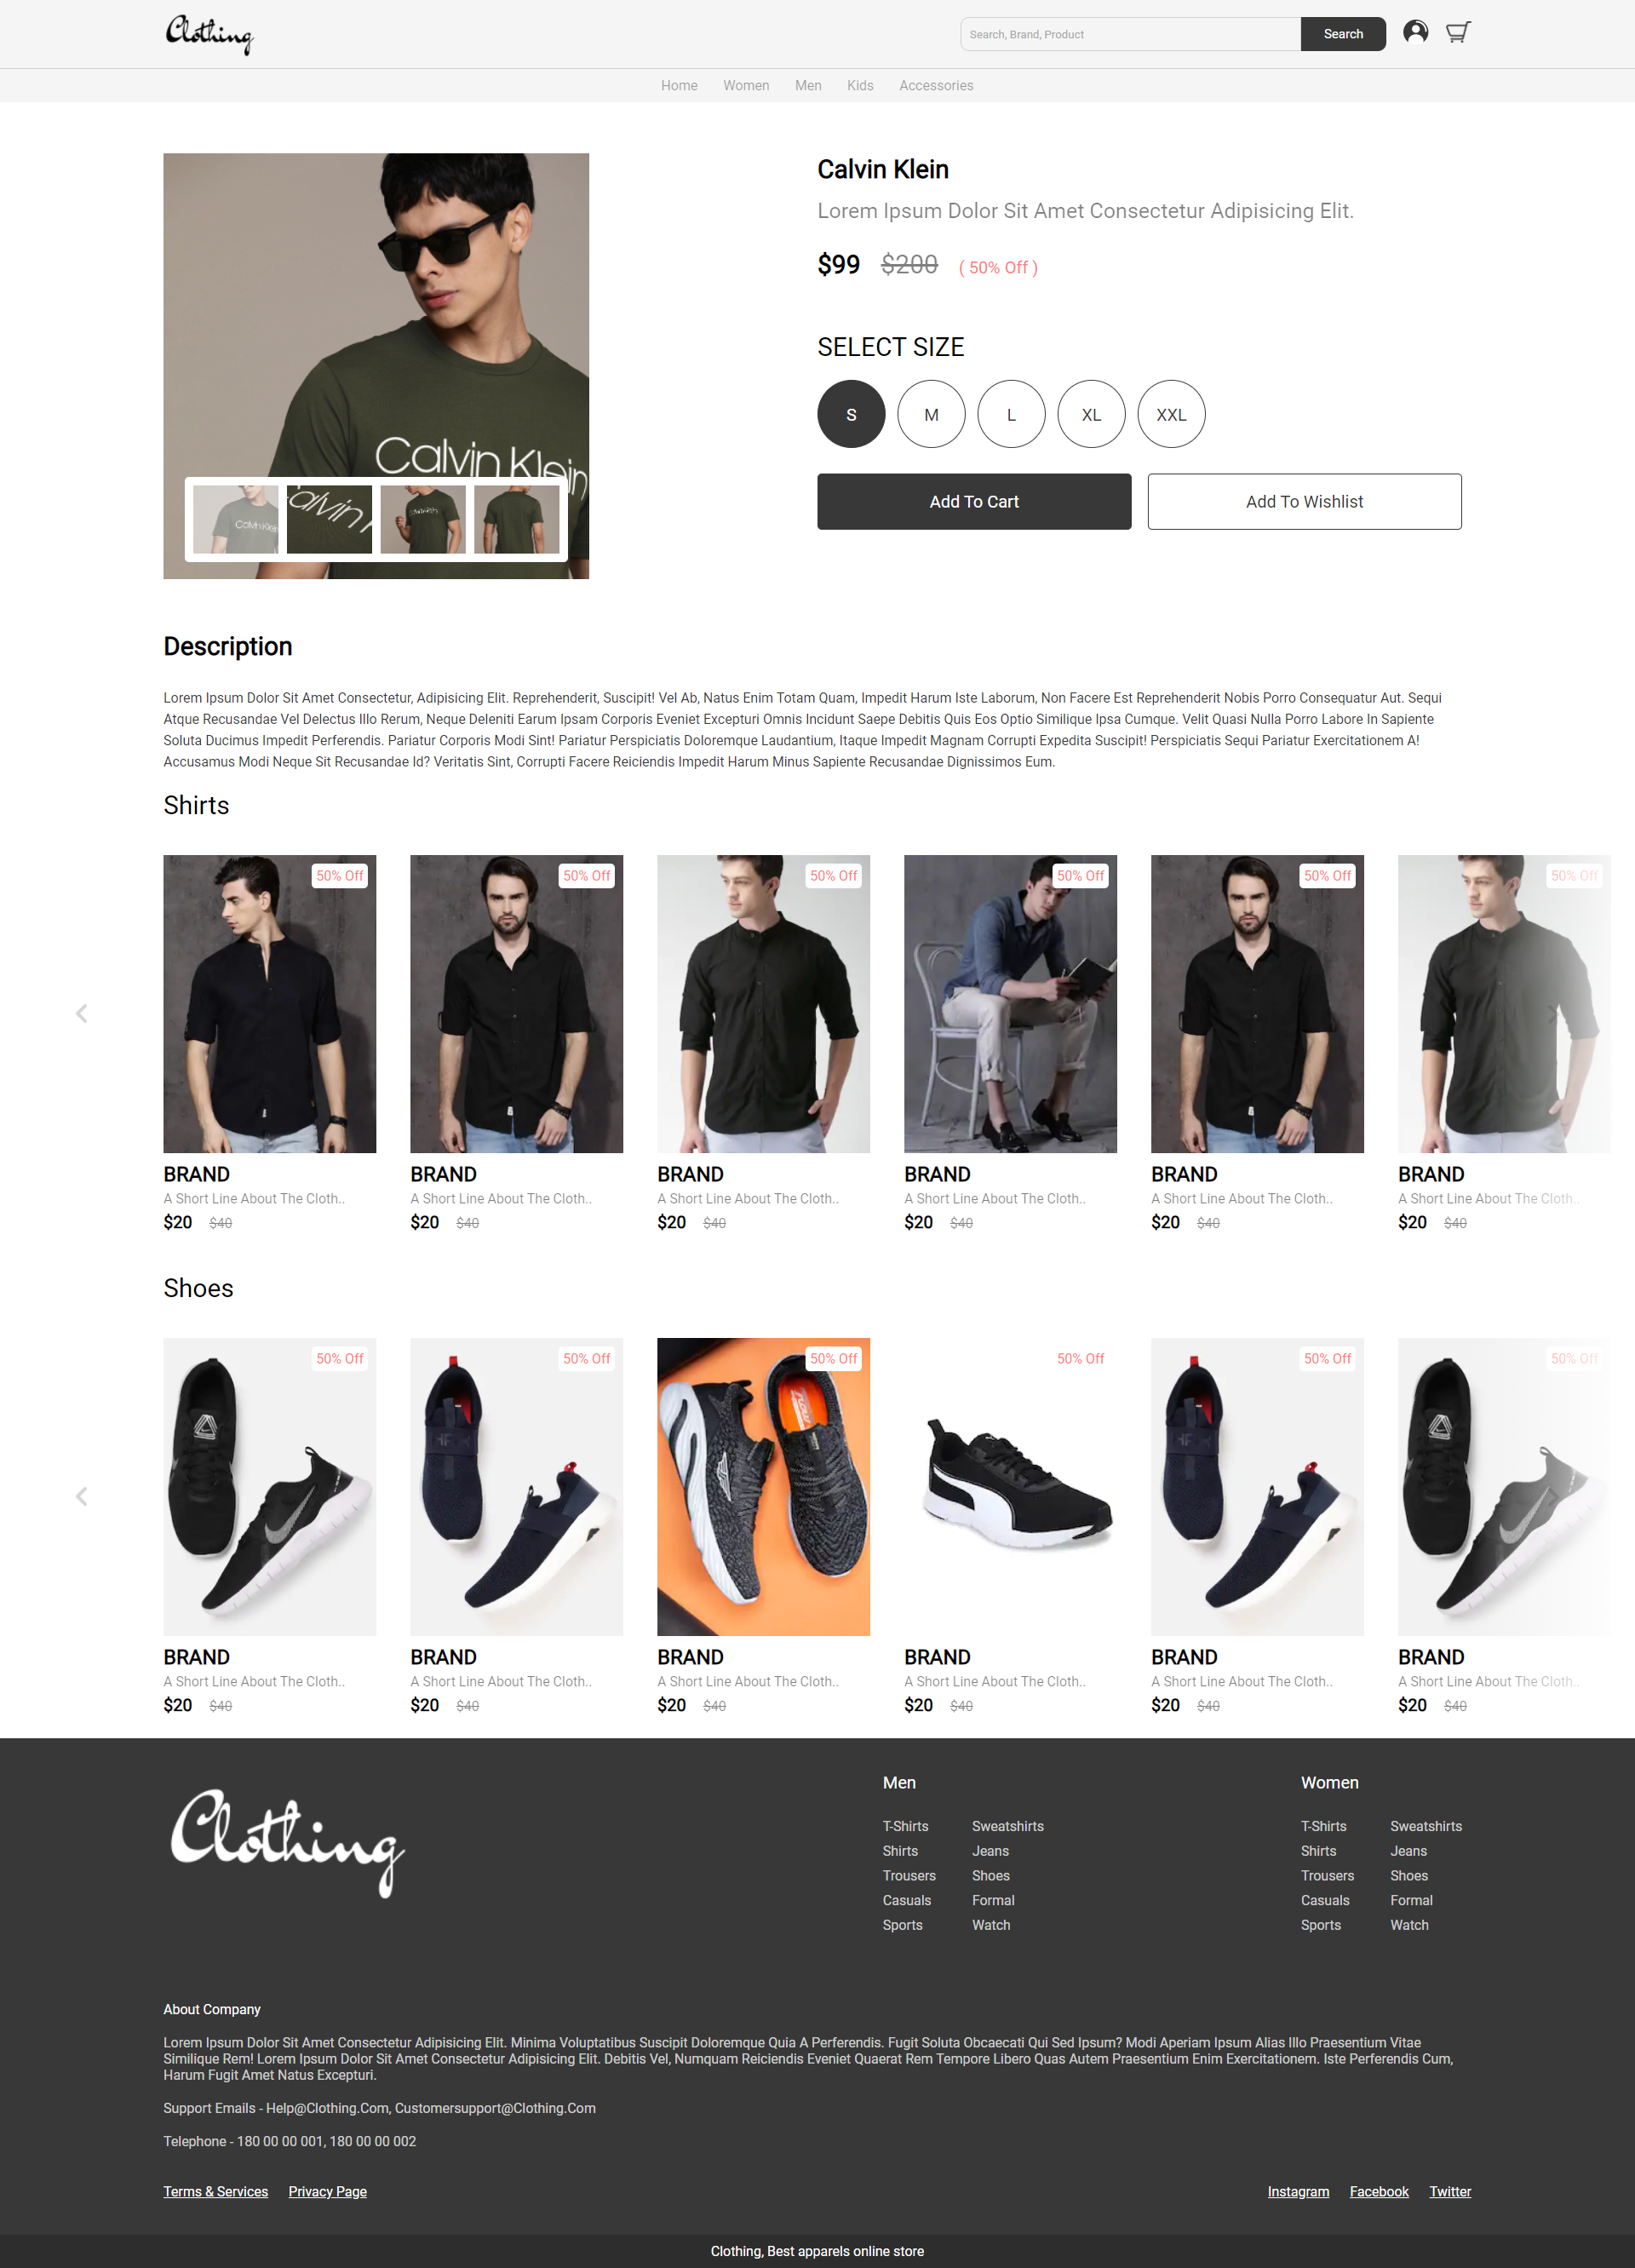 Clothing
Search, Brand, Product
Search
Home Women Men Kids Accessories
Calvin Klein
Lorem Ipsum Dolor Sit Amet Consectetur Adipisicing Elit.
$99 $200 ( 50% Off )
SELECT SIZE
S M L XL XXL
Add To Cart Add To Wishlist
Calvin Klein
Calvin Klein
Description
Lorem Ipsum Dolor Sit Amet Consectetur, Adipisicing Elit. Reprehenderit, Suscipit! Vel Ab, Natus Enim Totam Quam, Impedit Harum Iste Laborum, Non Facere Est Reprehenderit Nobis Porro Consequatur Aut. Sequi
Atque Recusandae Vel Delectus Illo Rerum, Neque Deleniti Earum Ipsam Corporis Eveniet Excepturi Omnis Incidunt Saepe Debitis Quis Eos Optio Similique Ipsa Cumque. Velit Quasi Nulla Porro Labore In Sapiente
Soluta Ducimus Impedit Perferendis. Pariatur Corporis Modi Sint! Pariatur Perspiciatis Doloremque Laudantium, Itaque Impedit Magnam Corrupti Expedita Suscipit! Perspiciatis Sequi Pariatur Exercitationem A!
Accusamus Modi Neque Sit Recusandae Id? Veritatis Sint, Corrupti Facere Reiciendis Impedit Harum Minus Sapiente Recusandae Dignissimos Eum.
Shirts
50% Off 50% Off 50% Off 50% Off 50% Off 50% Off
BRAND BRAND BRAND BRAND BRAND BRAND
A Short Line About The Cloth.. A Short Line About The Cloth.. A Short Line About The Cloth.. A Short Line About The Cloth.. A Short Line About The Cloth.. A Short Line About The Cloth..
$20 $40 $20 $40 $20 $40 $20 $40 $20 $40 $20 $40
Shoes
50% Off 50% Off 50% Off 50% Off 50% Off 50% Off
BRAND BRAND BRAND BRAND BRAND BRAND
A Short Line About The Cloth.. A Short Line About The Cloth.. A Short Line About The Cloth.. A Short Line About The Cloth.. A Short Line About The Cloth.. A Short Line About The Cloth..
$20 $40 $20 $40 $20 $40 $20 $40 $20 $40 $20 $40
Clothing
Men
T-Shirts Sweatshirts
Shirts Jeans
Trousers Shoes
Casuals Formal
Sports Watch
Women
T-Shirts Sweatshirts
Shirts Jeans
Trousers Shoes
Casuals Formal
Sports Watch
About Company
Lorem Ipsum Dolor Sit Amet Consectetur Adipisicing Elit. Minima Voluptatibus Suscipit Doloremque Quia A Perferendis. Fugit Soluta Obcaecati Qui Sed Ipsum? Modi Aperiam Ipsum Alias Illo Praesentium Vitae
Similique Rem! Lorem Ipsum Dolor Sit Amet Consectetur Adipisicing Elit. Debitis Vel, Numquam Reiciendis Eveniet Quaerat Rem Tempore Libero Quas Autem Praesentium Enim Exercitationem. Iste Perferendis Cum,
Harum Fugit Amet Natus Excepturi.
Support Emails - Help@Clothing.Com, Customersupport@Clothing.Com
Telephone - 180 00 00 001, 180 00 00 002
Terms & Services Privacy Page Instagram Facebook Twitter
Clothing, Best apparels online store